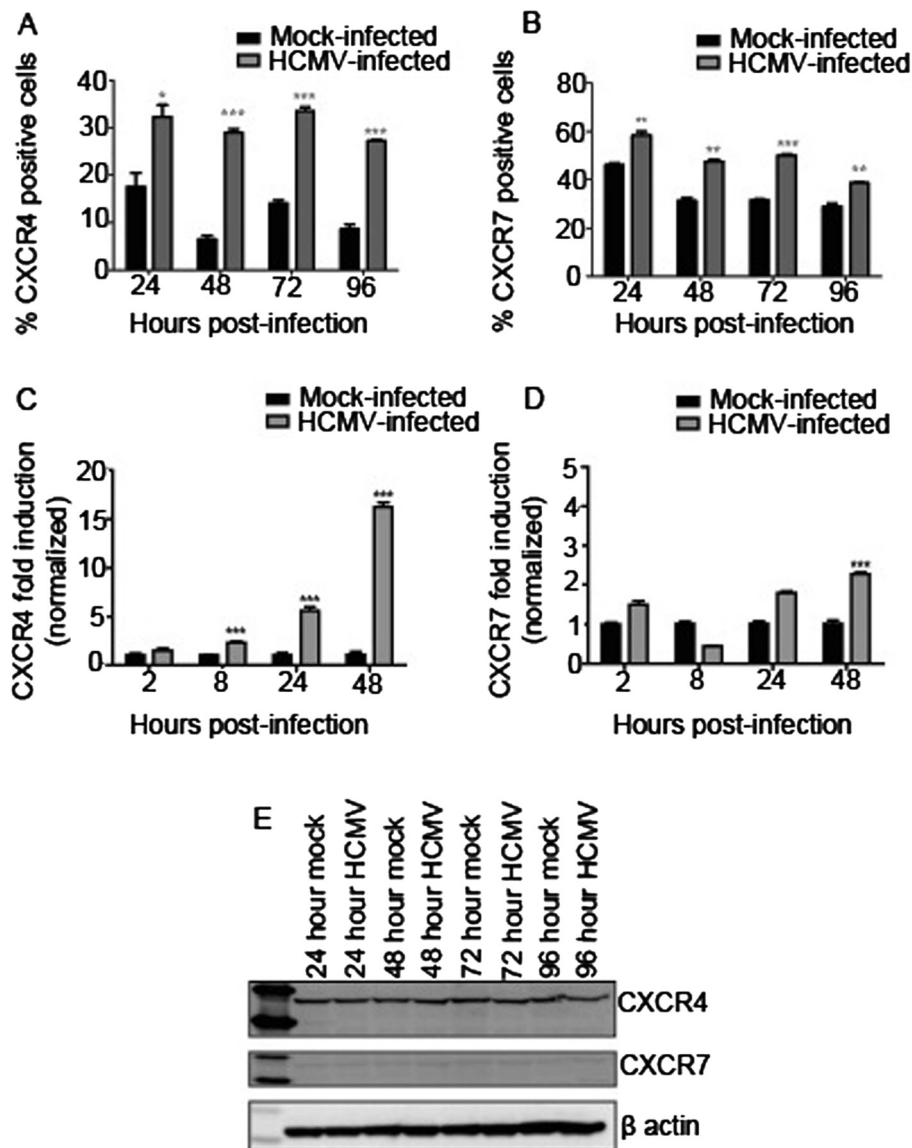 A
Mock-infected
HCMV-infected
% CXCR4 positive cells
40
30
20
10
0
*
***
***
***
24 48 72 96
Hours post-infection
B
Mock-infected
HCMV-infected
% CXCR7 positive cells
80
60
40
20
0
**
**
***
**
24 48 72 96
Hours post-infection
C
Mock-infected
HCMV-infected
CXCR4 fold induction
(normalized)
20
15
10
5
0
***
***
***
2 8 24 48
Hours post-infection
D
Mock-infected
HCMV-infected
CXCR7 fold induction
(normalized)
5
4
3
2
1
0
***
2 8 24 48
Hours post-infection
E
24 hour mock
24 hour HCMV
48 hour mock
48 hour HCMV
72 hour mock
72 hour HCMV
96 hour mock
96 hour HCMV
CXCR4
CXCR7
β actin